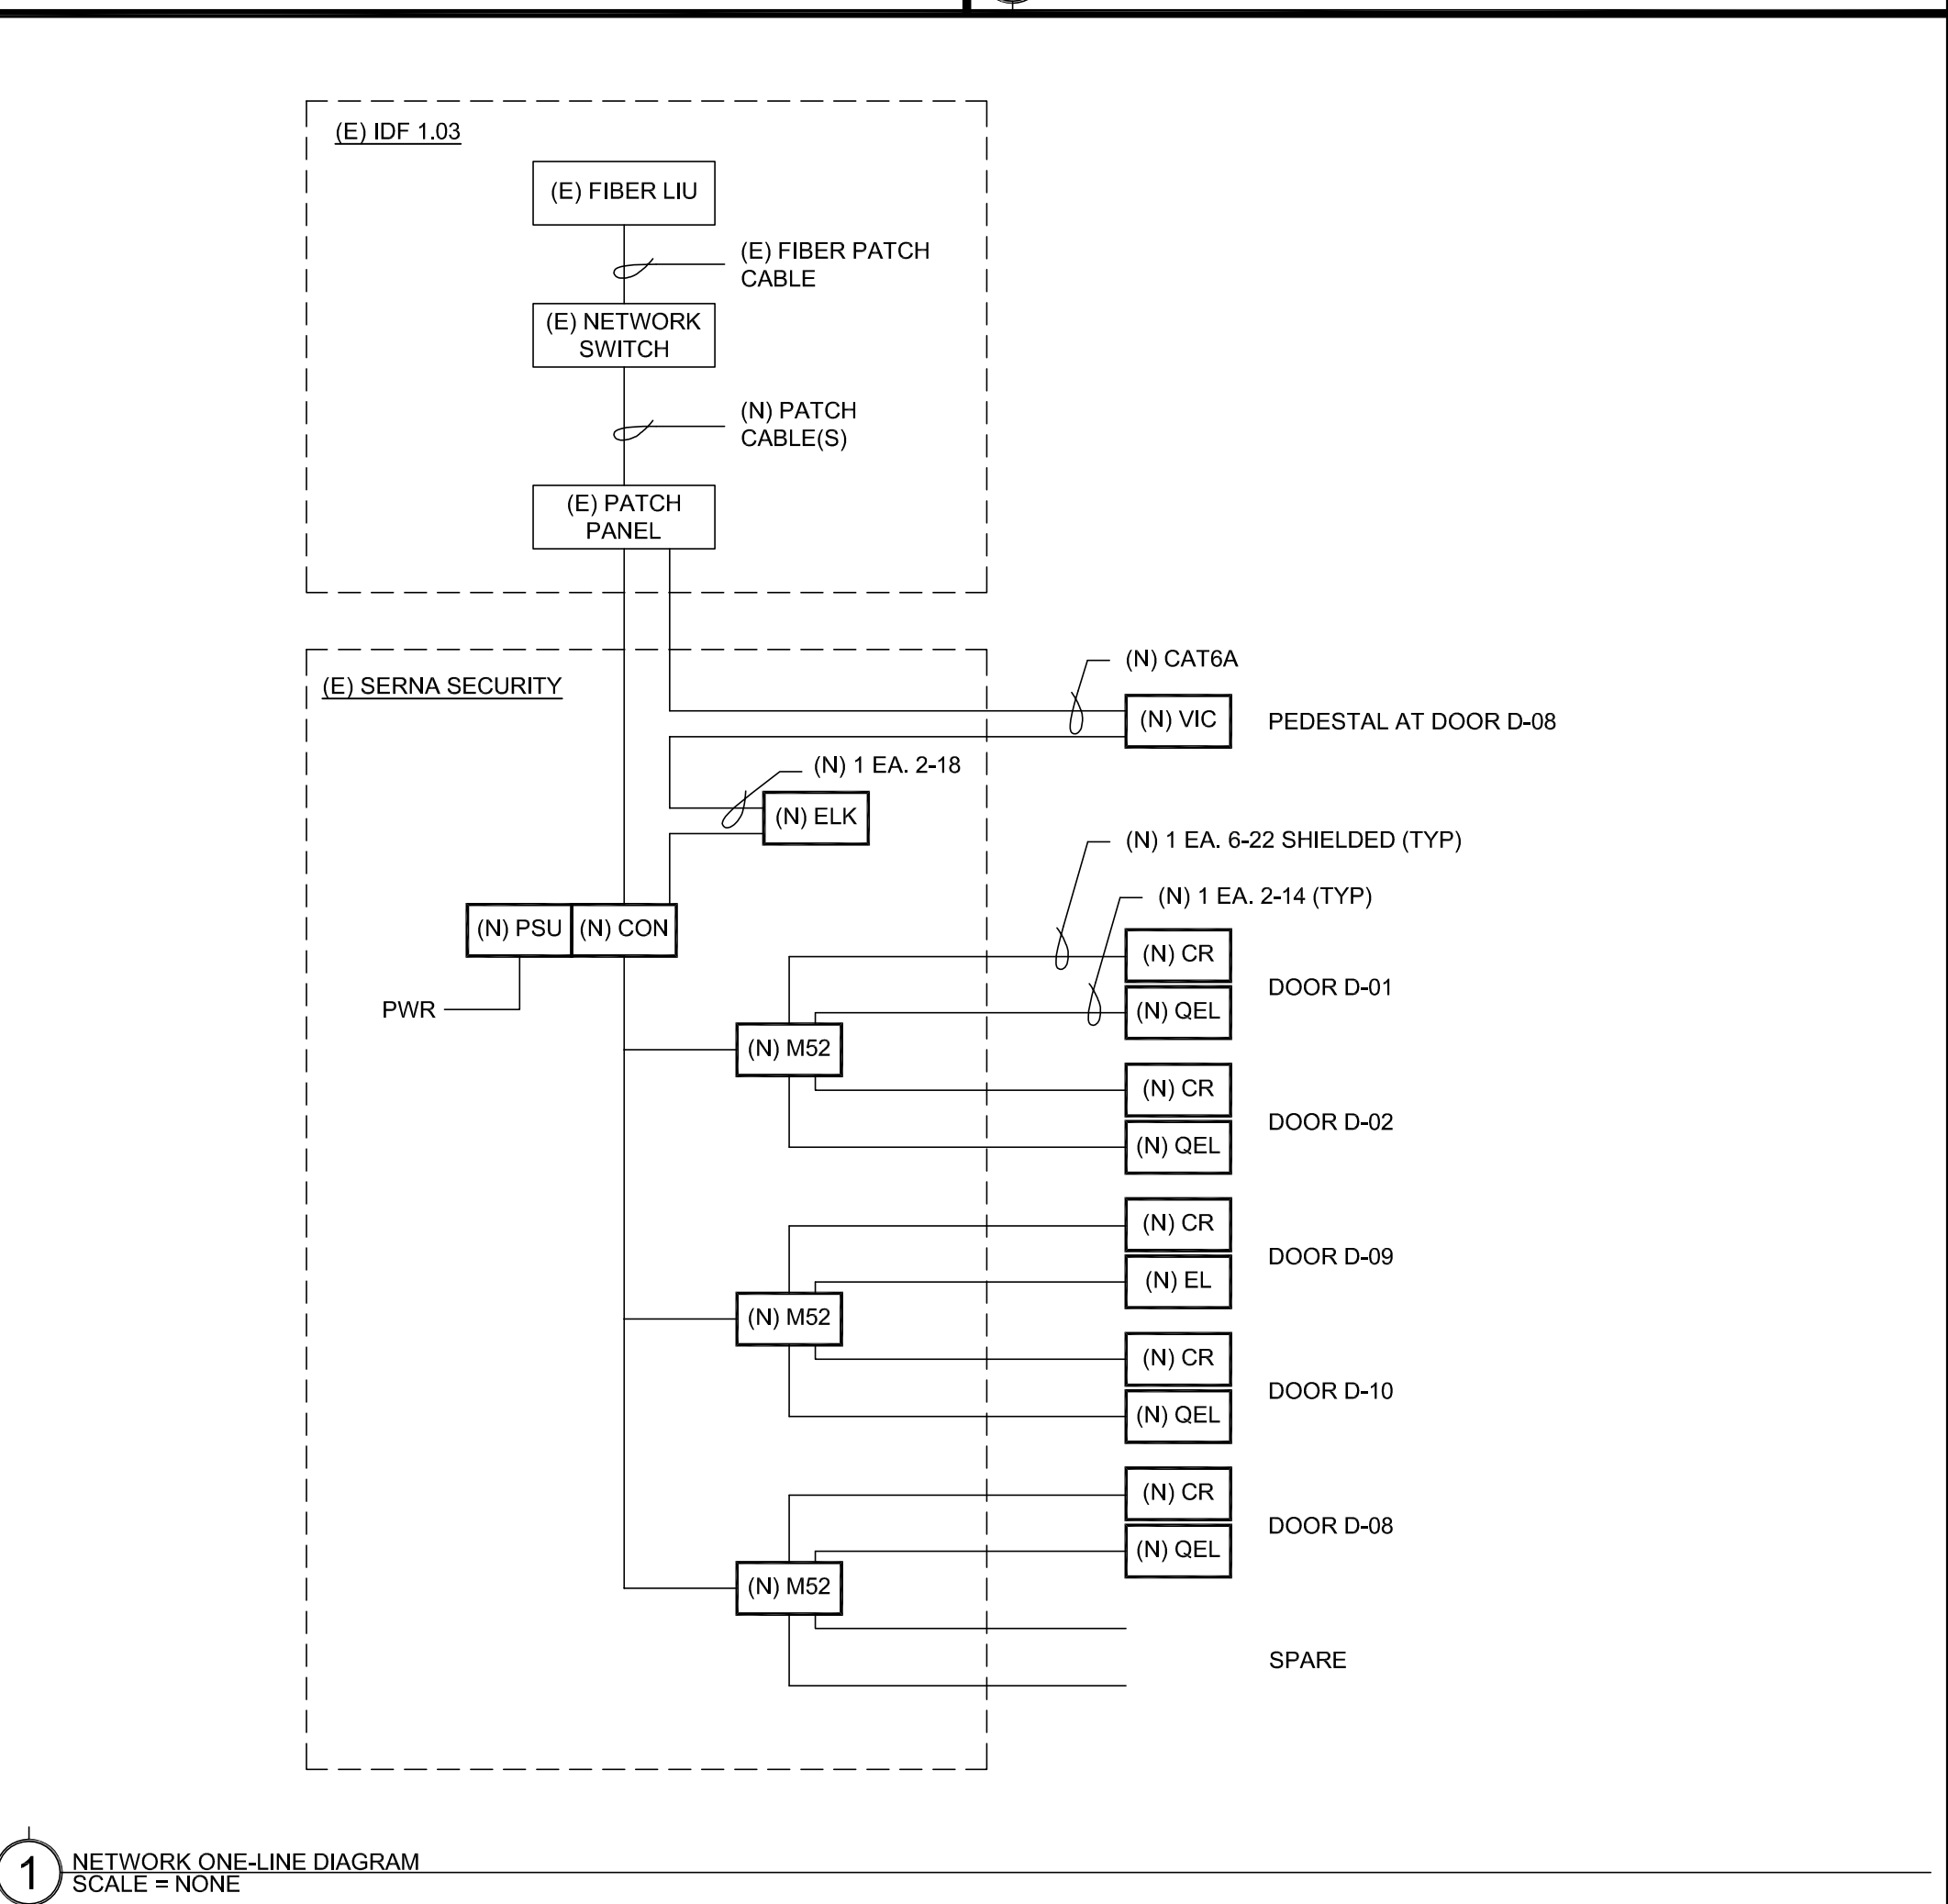 (E) IDF 1.03
(E) FIBER LIU
(E) FIBER PATCH
CABLE
(E) NETWORK
SWITCH
(N) PATCH
CABLE(S)
(E) PATCH
PANEL
(E) SERNA SECURITY
(N) CAT6A
(N) VIC
PEDESTAL AT DOOR D-08
(N) 1 EA. 2-18
(N) ELK
(N) 1 EA. 6-22 SHIELDED (TYP)
(N) 1 EA. 2-14 (TYP)
(N) PSU
(N) CON
PWR
(N) CR
DOOR D-01
(N) QEL
(N) M52
(N) CR
DOOR D-02
(N) QEL
(N) CR
DOOR D-09
(N) EL
(N) M52
(N) CR
DOOR D-10
(N) QEL
(N) CR
DOOR D-08
(N) QEL
(N) M52
SPARE
1
NETWORK ONE-LINE DIAGRAM
SCALE = NONE